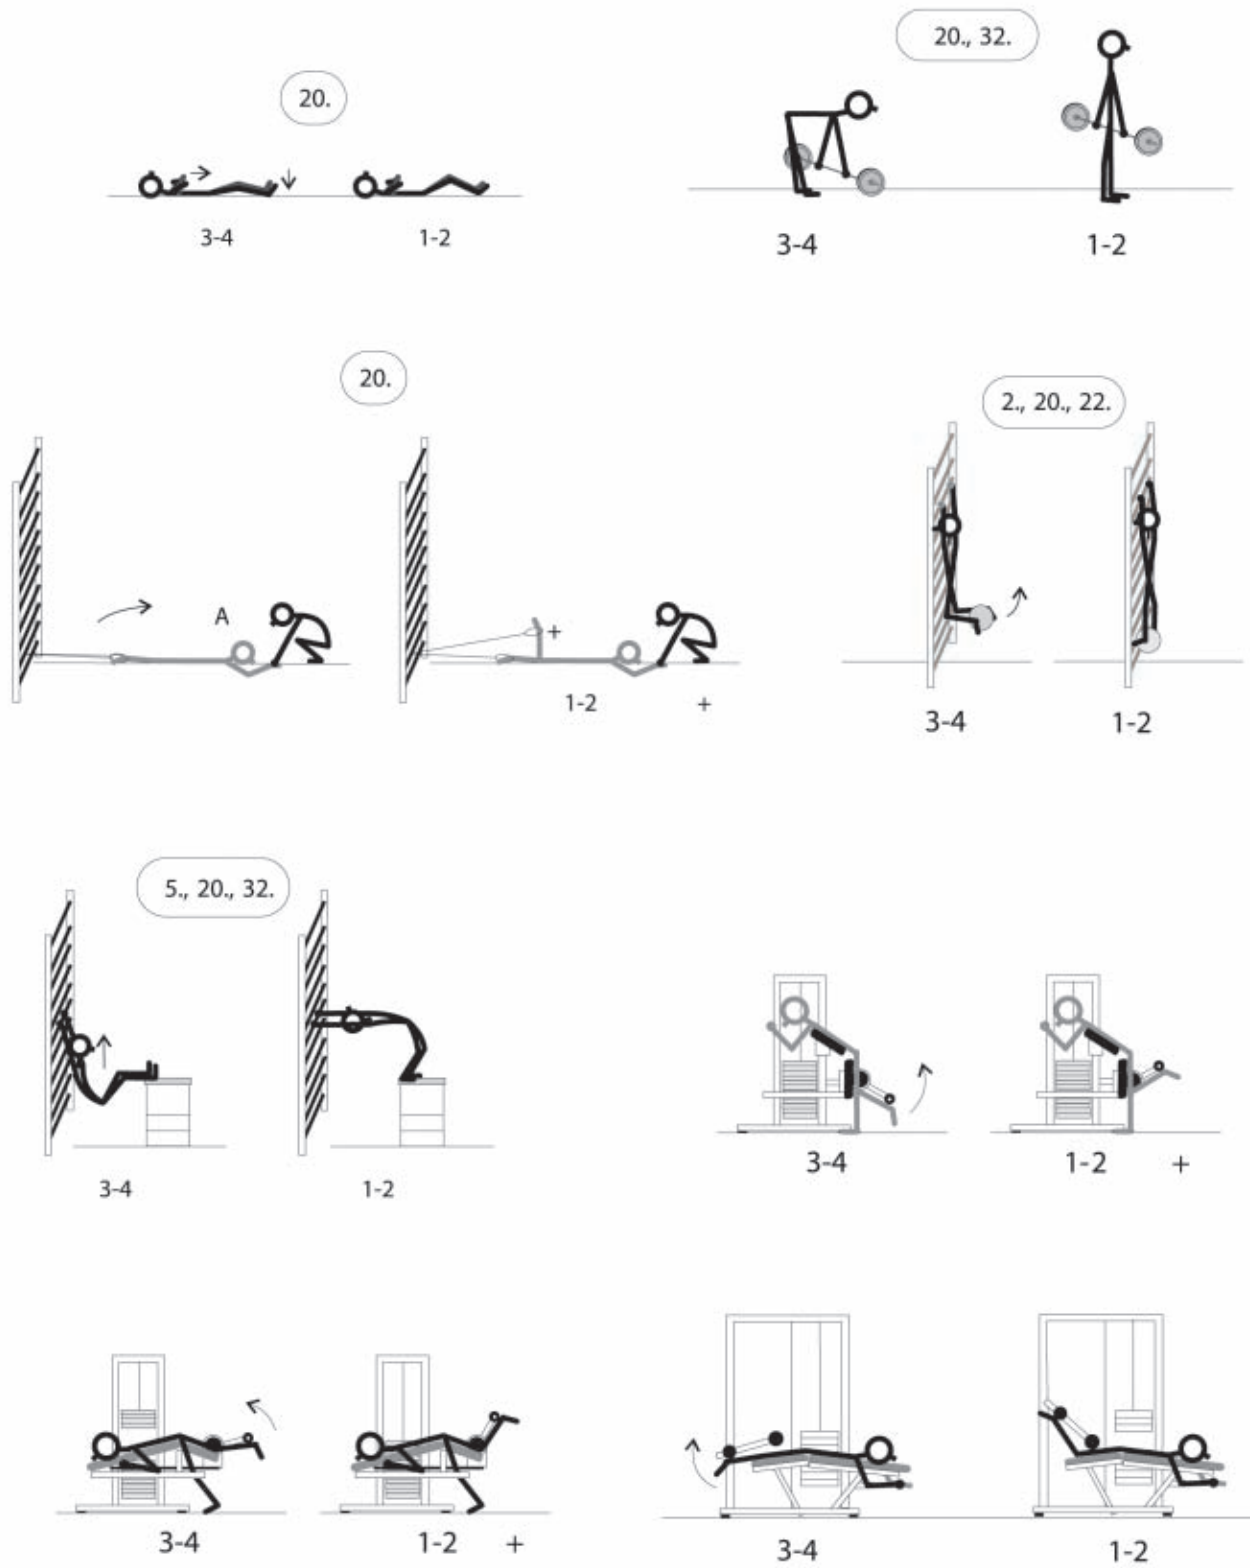 20.
3-4 1-2
20., 32.
3-4 1-2
20.
A +
1-2 +
2., 20., 22.
3-4 1-2
5., 20., 32.
3-4 1-2
3-4 1-2 +
3-4 1-2 +
3-4 1-2